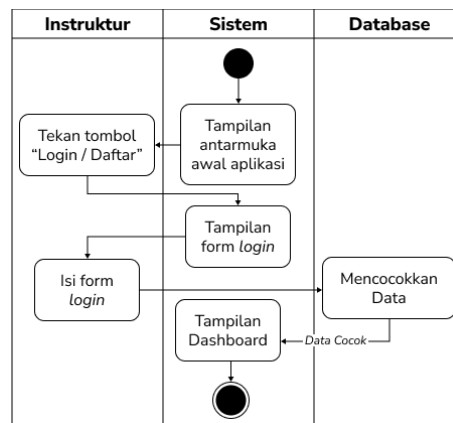 Instruktur
Sistem
Database
Tampilan
antarmuka
awal aplikasi
Tekan tombol
“Login / Daftar”
Tampilan
form login
Isi form
login
Mencocokkan
Data
Data Cocok
Tampilan
Dashboard